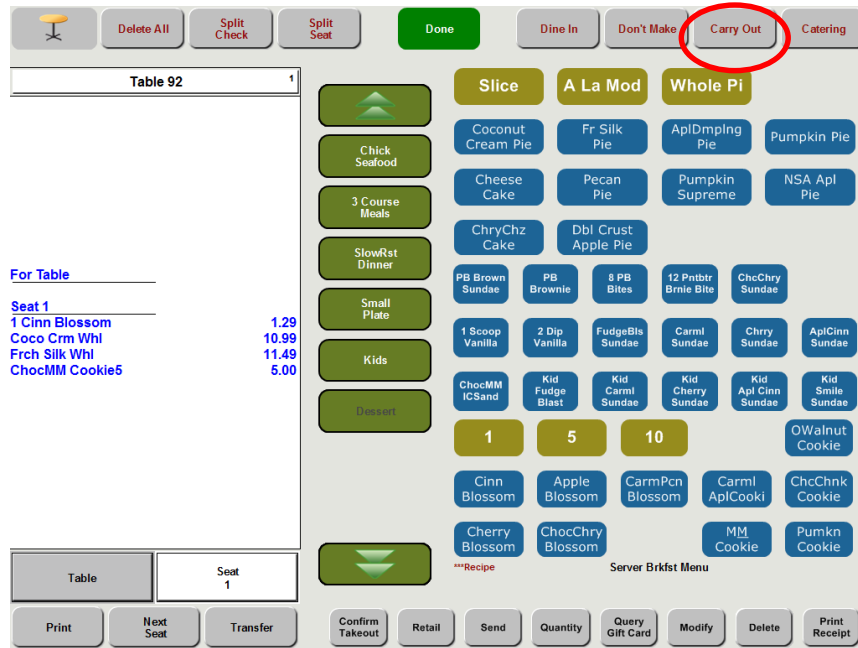 Delete All
Split
Check
Split
Seat
Done
Dine In
Don't Make
Carry Out
Catering
Table 92
1
For Table
Seat 1
1 Cinn Blossom 1.29
Coco Crm Whl 10.99
Frch Silk Whl 11.49
ChocMM Cookie5 5.00
Table
Seat
1
Chick
Seafood
3 Course
Meals
SlowRst
Dinner
Small
Plate
Kids
Dessert
Slice
A La Mod
Whole Pi
Coconut
Cream Pie
Fr Silk
Pie
AplDmplng
Pie
Pumpkin Pie
Cheese
Cake
Pecan
Pie
Pumpkin
Supreme
NSA Apl
Pie
ChryChz
Cake
Dbl Crust
Apple Pie
PB Brown
Sundae
PB
Brownie
8 PB
Bites
12 Pntbtr
Brnie Bite
ChcChry
Sundae
1 Scoop
Vanilla
2 Dip
Vanilla
FudgeBls
Sundae
Carml
Sundae
Chrry
Sundae
AplCinn
Sundae
ChocMM
ICSand
Kid
Fudge
Blast
Kid
Carml
Sundae
Kid
Cherry
Sundae
Kid
Apl Cinn
Sundae
Kid
Smile
Sundae
1
5
10
OWalnut
Cookie
Cinn
Blossom
Apple
Blossom
CarmPcn
Blossom
Carml
AplCooki
ChcChnk
Cookie
Cherry
Blossom
ChocChry
Blossom
MM
Cookie
Pumkn
Cookie
***Recipe
Server Brkfst Menu
Print
Next
Seat
Transfer
Confirm
Takeout
Retail
Send
Quantity
Query
Gift Card
Modify
Delete
Print
Receipt